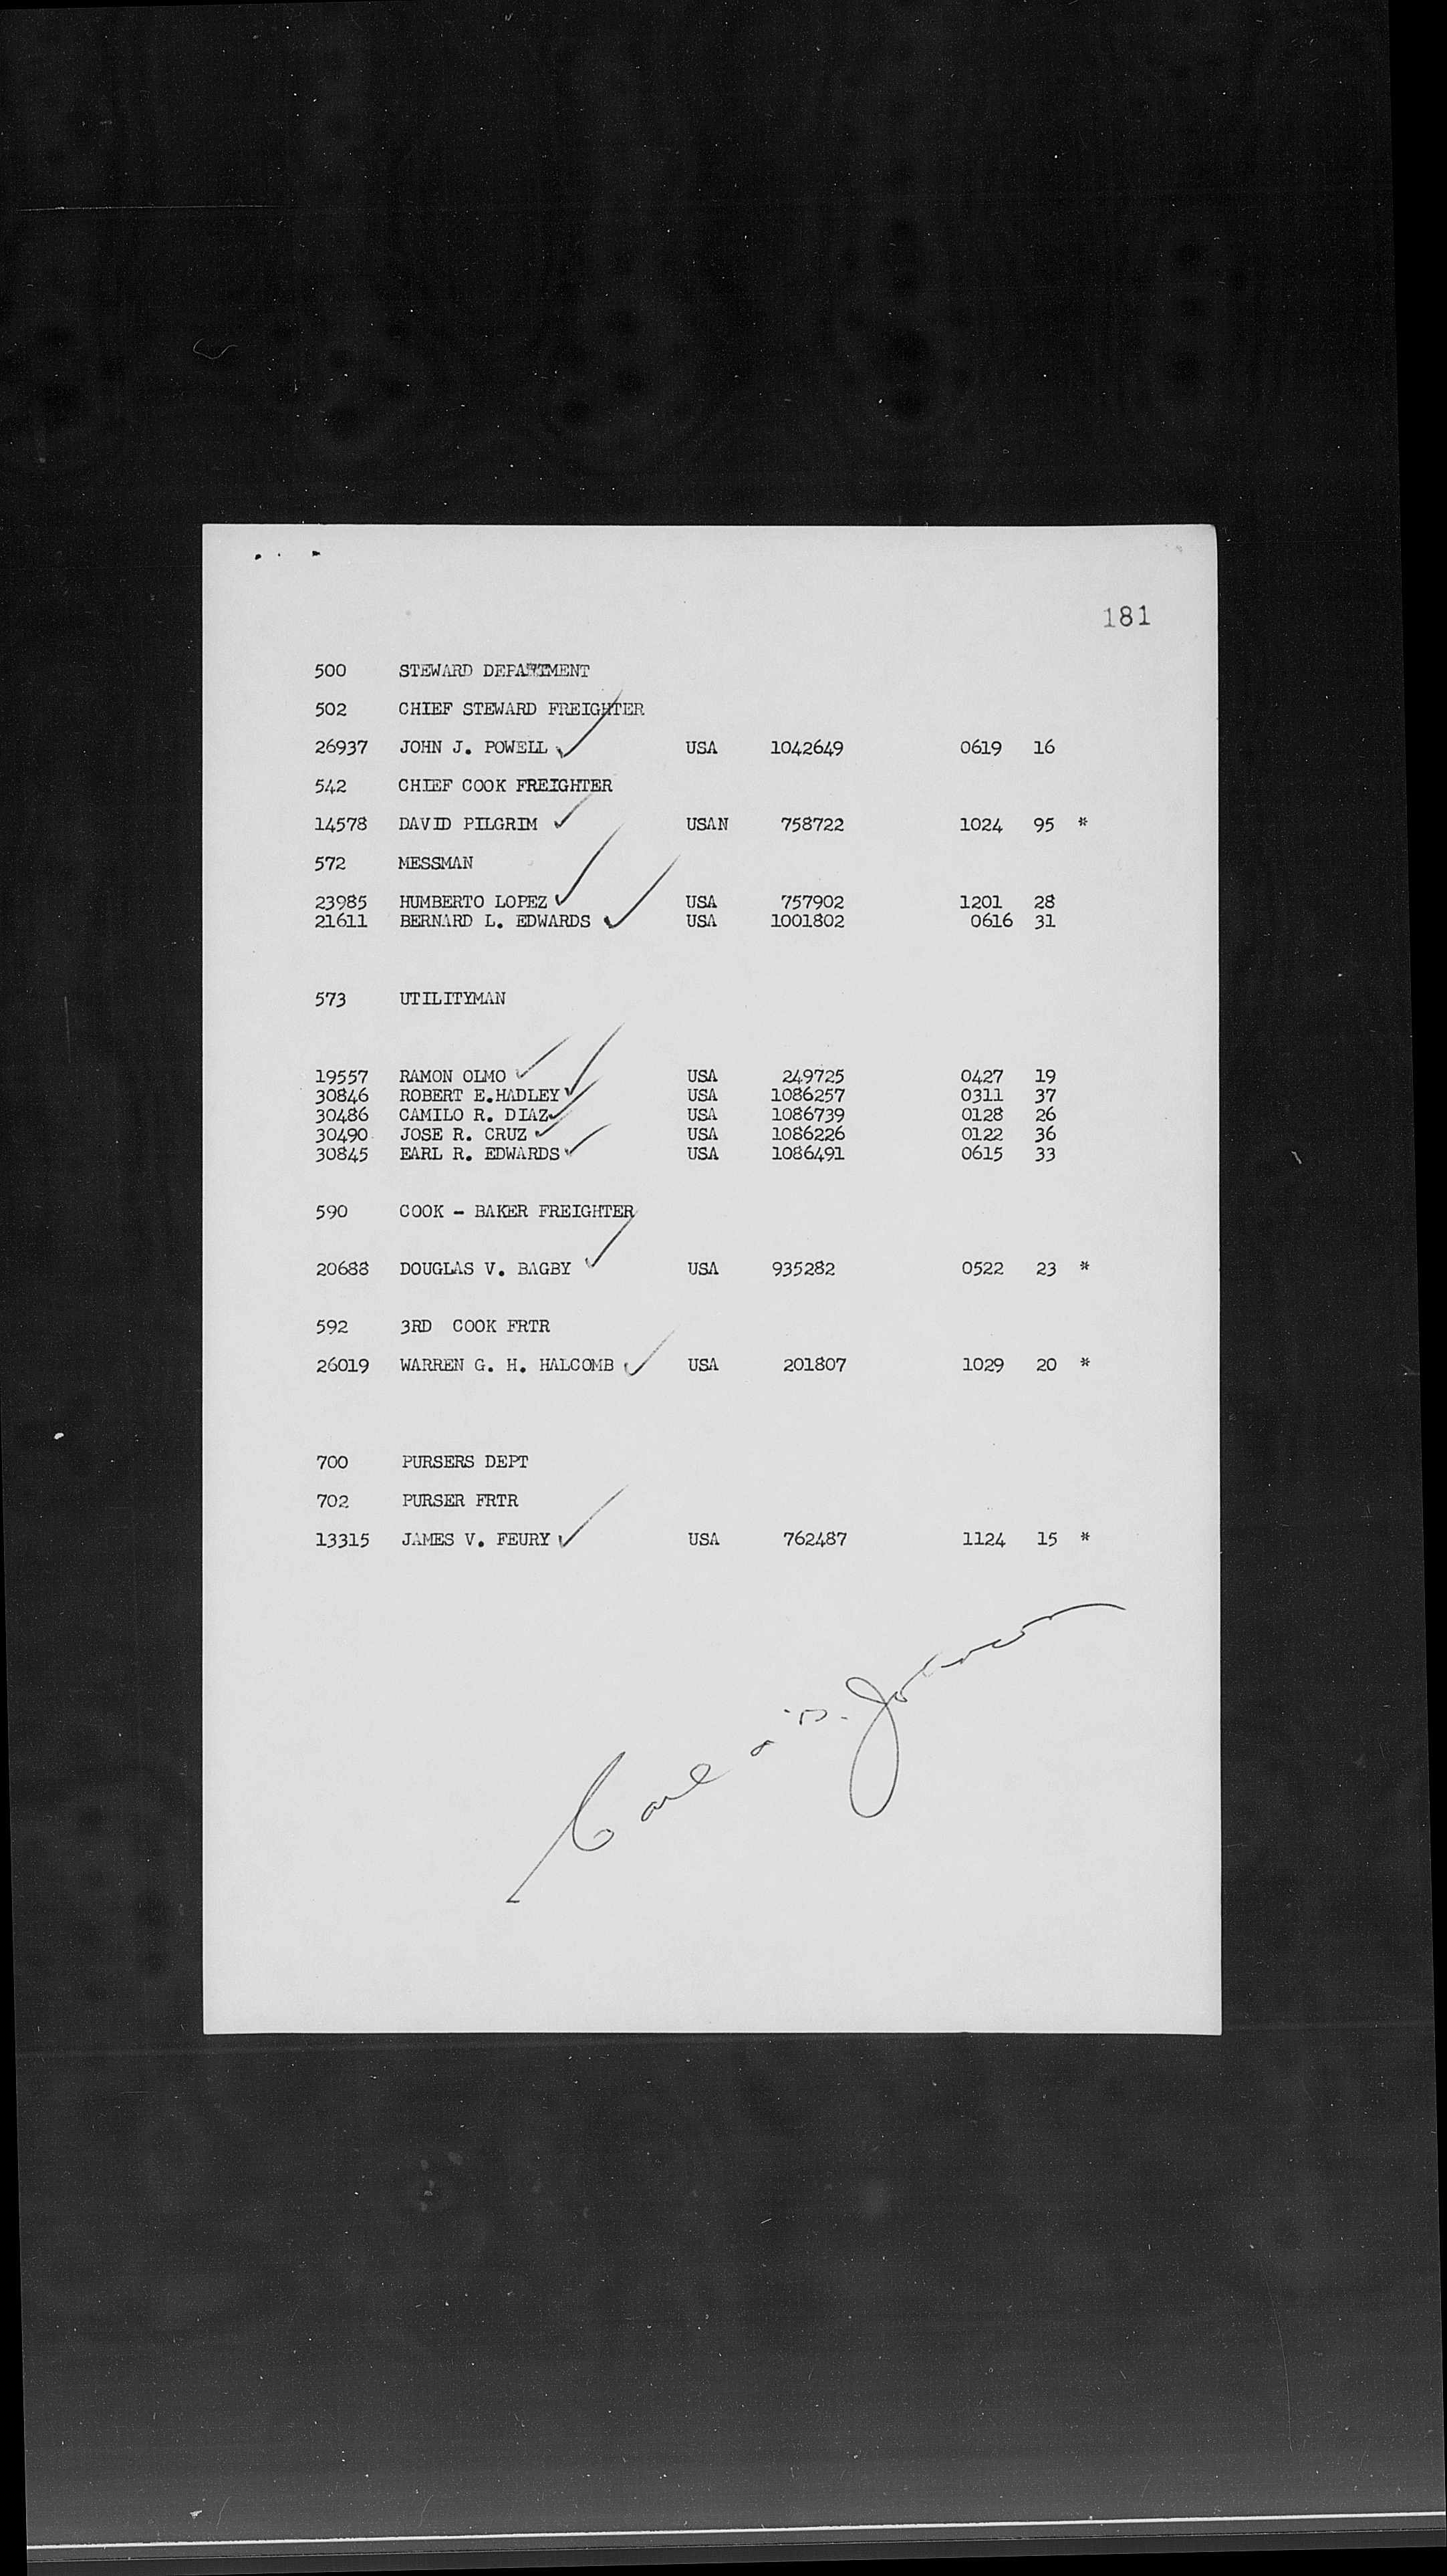 181
500 STEWARD DEPARTMENT
502 CHIEF STEWARD FREIGHTER
26937 JOHN J. POWELL ✓ USA 1042649 0619 16
542 CHIEF COOK FREIGHTER
14578 DAVID PILGRIM ✓ USAN 758722 1024 95 *
572 MESSMAN
23985 HUMBERTO LOPEZ ✓ USA 757902 1201 28
21611 BERNARD L. EDWARDS ✓ USA 1001802 0616 31
573 UTILITYMAN
19557 RAMON OLMO ✓ USA 249725 0427 19
30846 ROBERT E.HADLEY ✓ USA 1086257 0311 37
30486 CAMILO R. DIAZ ✓ USA 1086739 0128 26
30490 JOSE R. CRUZ ✓ USA 1086226 0122 36
30845 EARL R. EDWARDS ✓ USA 1086491 0615 33
590 COOK - BAKER FREIGHTER
20688 DOUGLAS V. BAGBY ✓ USA 935282 0522 23 *
592 3RD COOK FRTR
26019 WARREN G. H. HALCOMB ✓ USA 201807 1029 20 *
700 PURSERS DEPT
702 PURSER FRTR
13315 JAMES V. FEURY ✓ USA 762487 1124 15 *